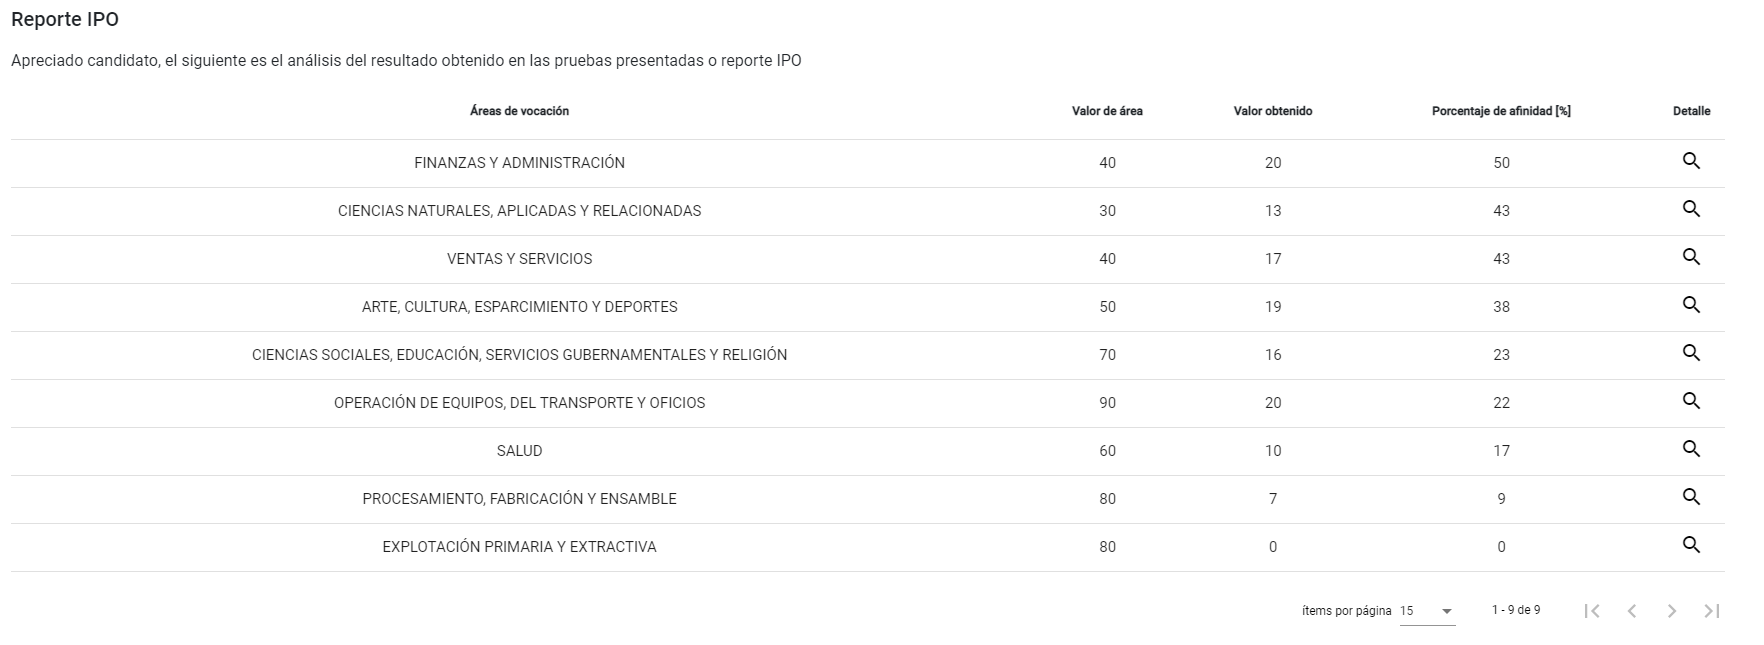 Reporte IPO
Apreciado candidato, el siguiente es el análisis del resultado obtenido en las pruebas presentadas o reporte IPO
Áreas de vocación Valor de área Valor obtenido Porcentaje de afinidad [%] Detalle
FINANZAS Y ADMINISTRACIÓN 40 20 50
CIENCIAS NATURALES, APLICADAS Y RELACIONADAS 30 13 43
VENTAS Y SERVICIOS 40 17 43
ARTE, CULTURA, ESPARCIMIENTO Y DEPORTES 50 19 38
CIENCIAS SOCIALES, EDUCACIÓN, SERVICIOS GUBERNAMENTALES Y RELIGIÓN 70 16 23
OPERACIÓN DE EQUIPOS, DEL TRANSPORTE Y OFICIOS 90 20 22
SALUD 60 10 17
PROCESAMIENTO, FABRICACIÓN Y ENSAMBLE 80 7 9
EXPLOTACIÓN PRIMARIA Y EXTRACTIVA 80 0 0
ítems por página 15 1 - 9 de 9